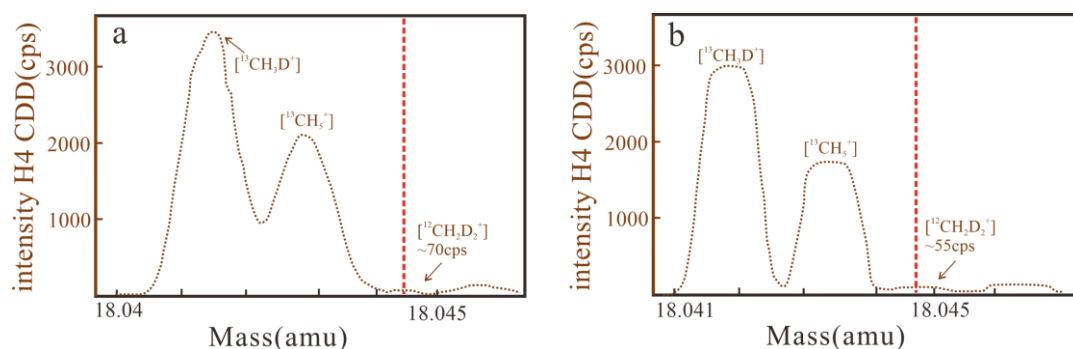 a
intensity H4 CDD(cps)
3000
2000
1000
[¹³CH₃D⁺]
[¹³CH₅⁺]
[¹²CH₂D₂⁺]
~70cps
18.04
18.045
Mass(amu)
b
intensity H4 CDD(cps)
3000
2000
1000
[¹³CH₃D⁺]
[¹³CH₅⁺]
[¹²CH₂D₂⁺]
~55cps
18.041
18.045
Mass(amu)